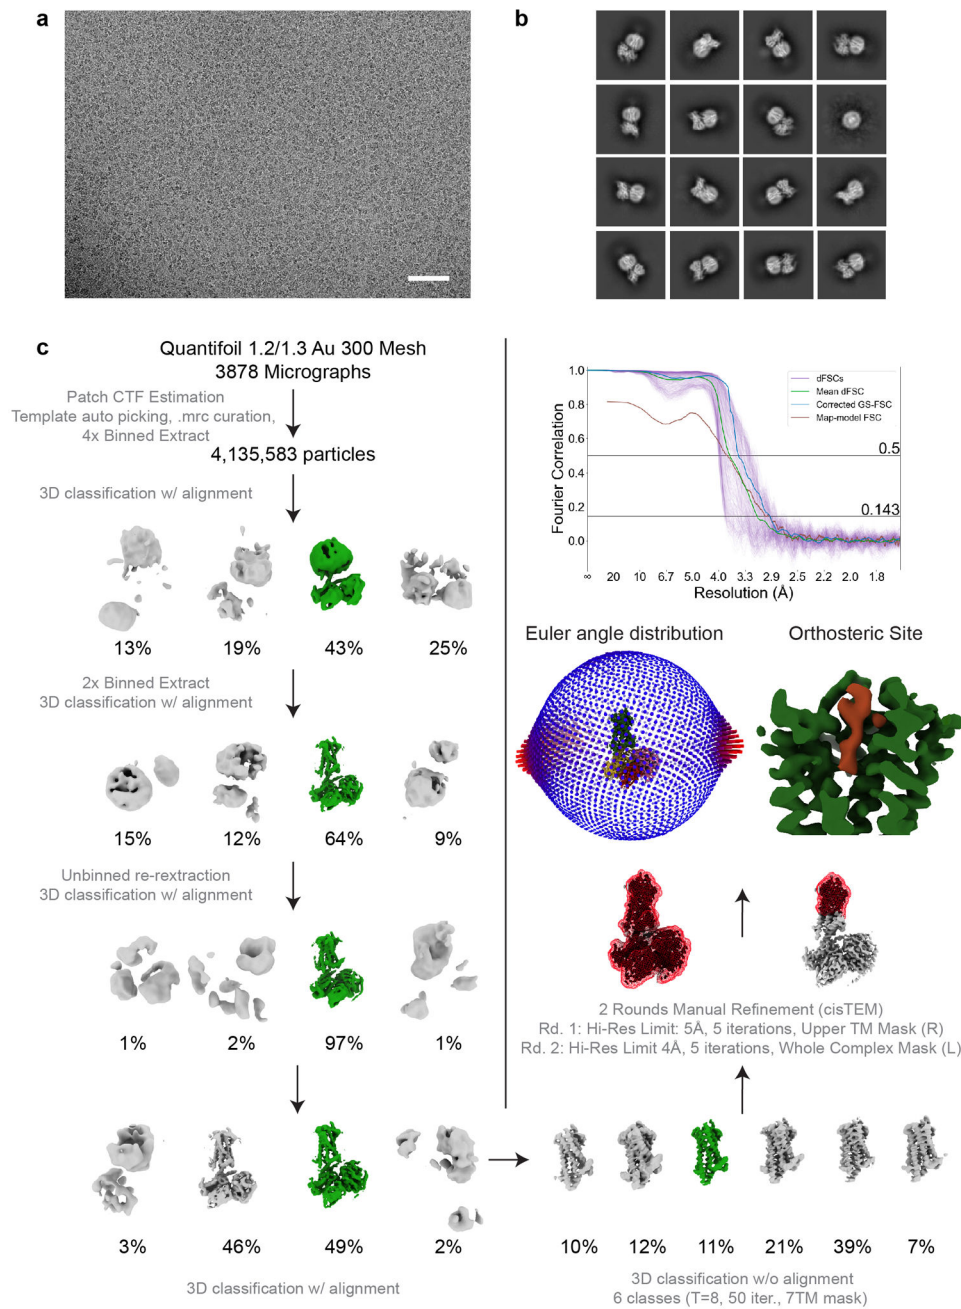 a
b
c
Quantifoil 1.2/1.3 Au 300 Mesh
3878 Micrographs
Patch CTF Estimation
Template auto picking, .mrc curation,
4x Binned Extract
4,135,583 particles
3D classification w/ alignment
13% 19% 43% 25%
2x Binned Extract
3D classification w/ alignment
15% 12% 64% 9%
Unbinned re-rextraction
3D classification w/ alignment
1% 2% 97% 1%
3% 46% 49% 2%
3D classification w/ alignment
Fourier Correlation
1.0
0.8
0.6
0.4
0.2
0.0
dFSCs
Mean dFSC
Corrected GS-FSC
Map-model FSC
0.5
0.143
∞ 20 10 6.7 5.0 4.0 3.3 2.9 2.5 2.2 2.0 1.8
Resolution (Å)
Euler angle distribution
Orthosteric Site
2 Rounds Manual Refinement (cisTEM)
Rd. 1: Hi-Res Limit: 5Å, 5 iterations, Upper TM Mask (R)
Rd. 2: Hi-Res Limit 4Å, 5 iterations, Whole Complex Mask (L)
10% 12% 11% 21% 39% 7%
3D classification w/o alignment
6 classes (T=8, 50 iter., 7TM mask)